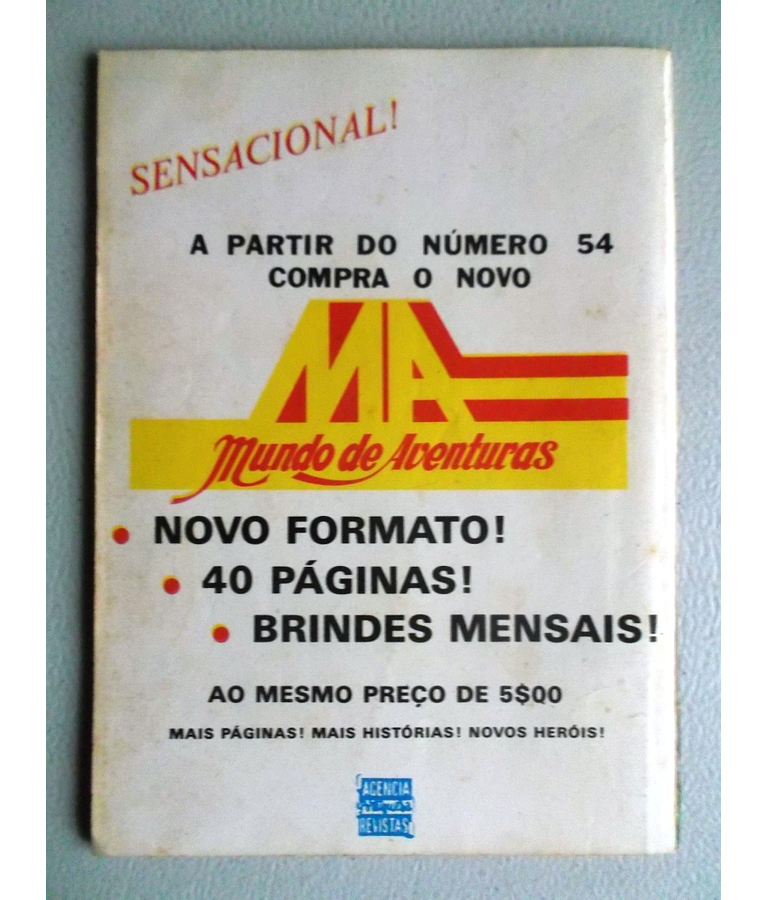 SENSACIONAL!
A PARTIR DO NÚMERO 54
COMPRA O NOVO
MA
Mundo de Aventuras
• NOVO FORMATO!
• 40 PÁGINAS!
• BRINDES MENSAIS!
AO MESMO PREÇO DE 5$00
MAIS PÁGINAS! MAIS HISTÓRIAS! NOVOS HERÓIS!
AGENCIA
REVISTAS